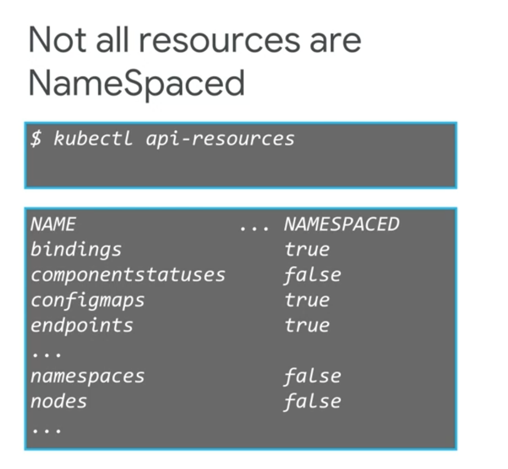 Not all resources are
NameSpaced
$ kubectl api-resources
NAME ... NAMESPACED
bindings true
componentstatuses false
configmaps true
endpoints true
...
namespaces false
nodes false
...